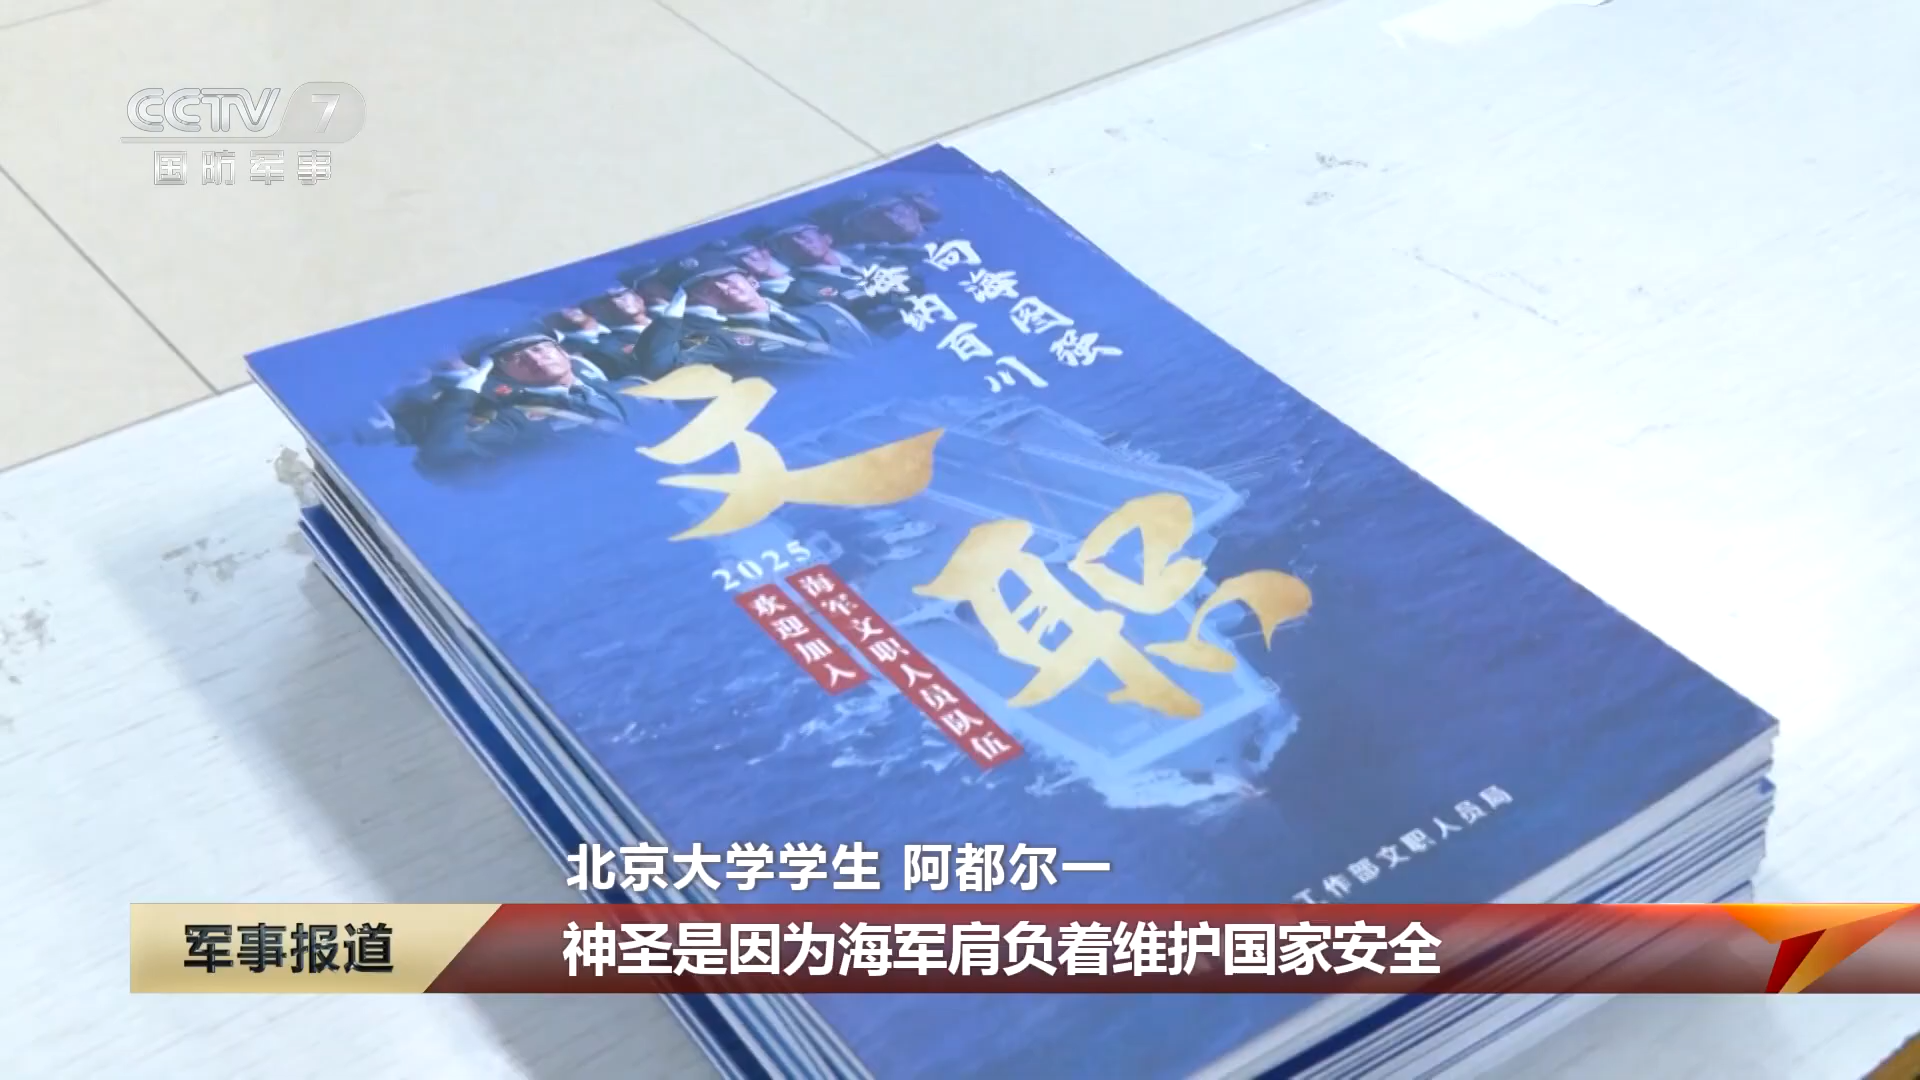 CCTV 7
国防军事
向海图强
海纳百川
文职
2025
海军文职人员队伍
欢迎加入
工作部文职人员局
北京大学学生 阿都尔一
军事报道
神圣是因为海军肩负着维护国家安全